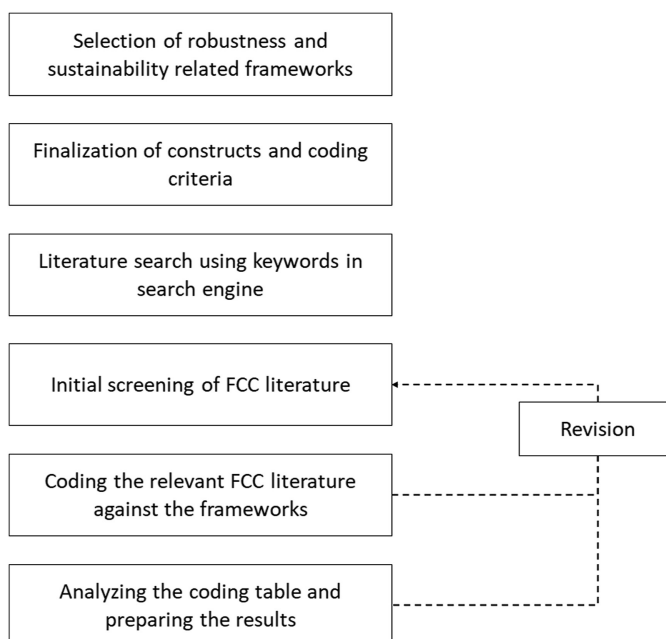 Selection of robustness and
sustainability related frameworks
Finalization of constructs and coding
criteria
Literature search using keywords in
search engine
Initial screening of FCC literature
Revision
Coding the relevant FCC literature
against the frameworks
Analyzing the coding table and
preparing the results